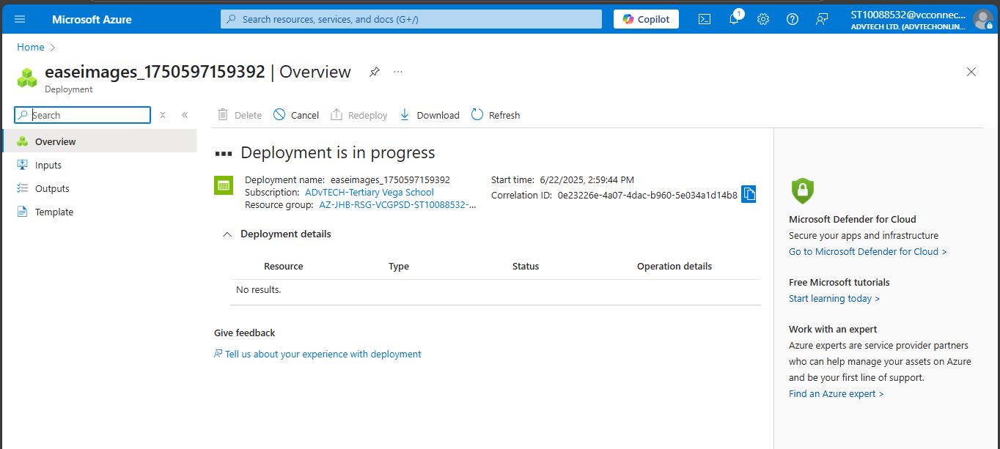 Microsoft Azure
Search resources, services, and docs (G+/)
Copilot
1
ST10088532@vcconnec...
ADVTECH LTD. (ADVTECHONLIN...
Home >
easeimages_1750597159392 | Overview
...
Deployment
Search
Delete
Cancel
Redeploy
Download
Refresh
Overview
Inputs
Outputs
Template
Deployment is in progress
Deployment name: easeimages_1750597159392
Subscription: ADvTECH-Tertiary Vega School
Resource group: AZ-JHB-RSG-VCGPSD-ST10088532-...
Start time: 6/22/2025, 2:59:44 PM
Correlation ID: 0e23226e-4a07-4dac-b960-5e034a1d14b8
Deployment details
Resource Type Status Operation details
No results.
Give feedback
Tell us about your experience with deployment
Microsoft Defender for Cloud
Secure your apps and infrastructure
Go to Microsoft Defender for Cloud >
Free Microsoft tutorials
Start learning today >
Work with an expert
Azure experts are service provider partners
who can help manage your assets on Azure
and be your first line of support.
Find an Azure expert >